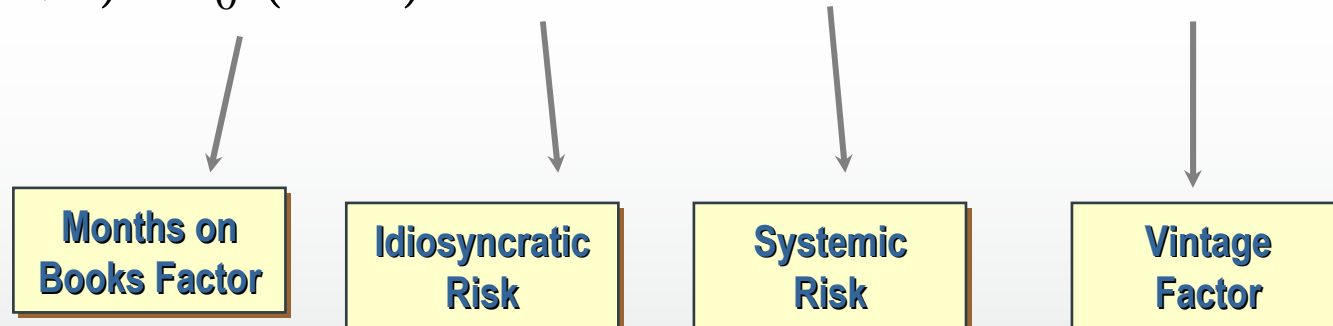 Months on
Books Factor
Idiosyncratic
Risk
Systemic
Risk
Vintage
Factor